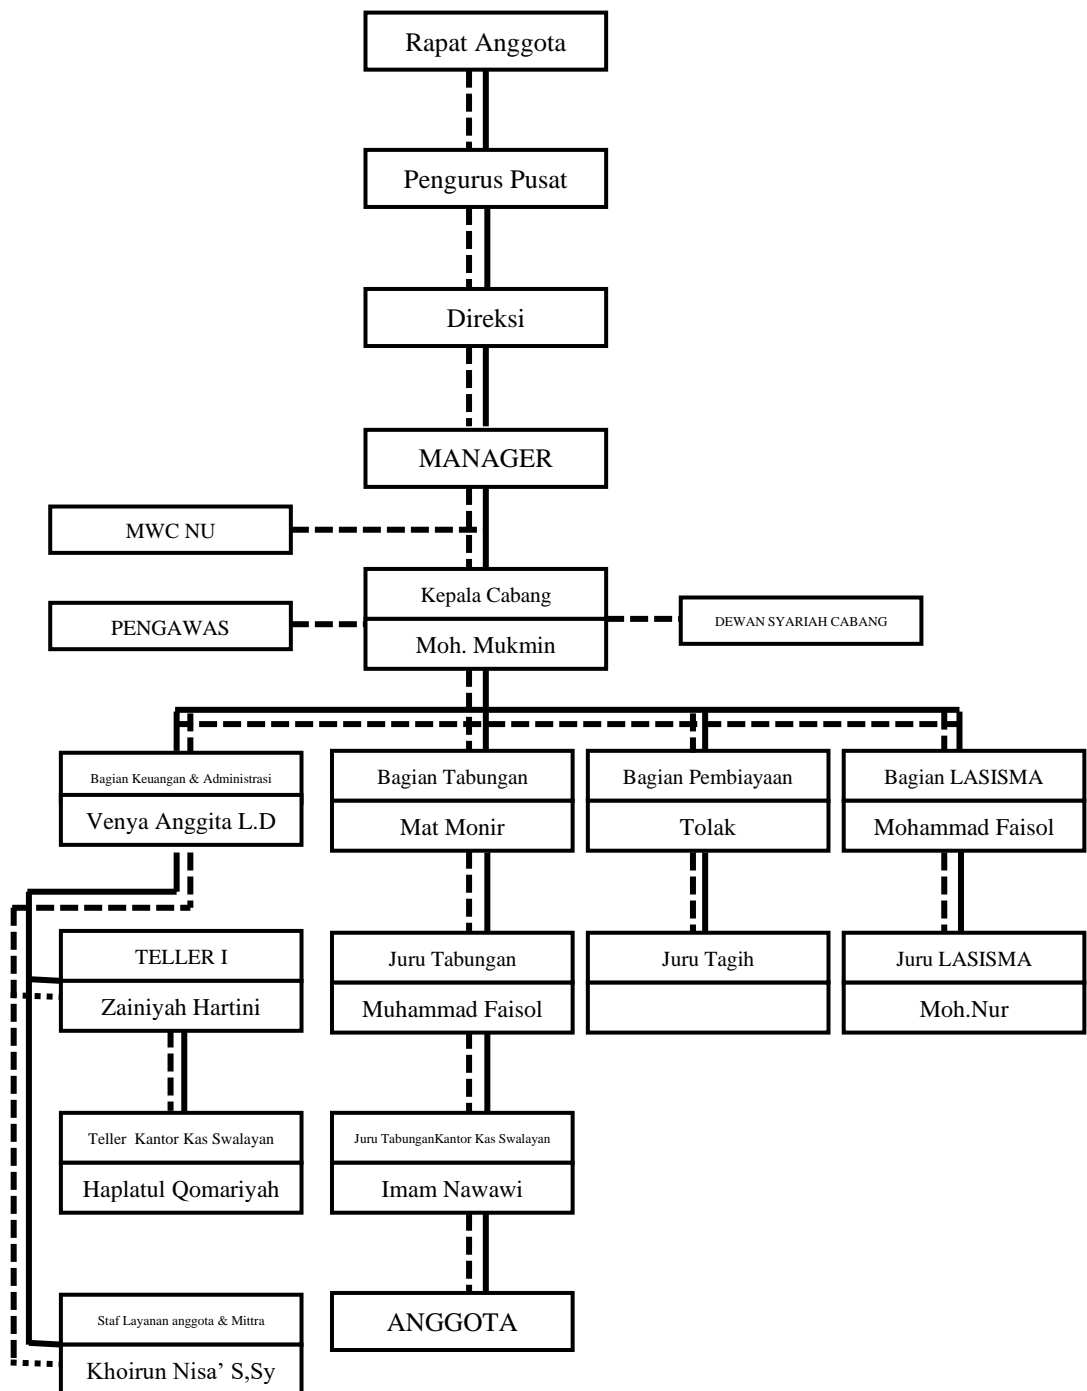 Rapat Anggota
Pengurus Pusat
Direksi
MANAGER
MWC NU
Kepala Cabang
Moh. Mukmin
PENGAWAS
DEWAN SYARIAH CABANG
Bagian Keuangan & Administrasi
Venya Anggita L.D
Bagian Tabungan
Mat Monir
Bagian Pembiayaan
Tolak
Bagian LASISMA
Mohammad Faisol
TELLER I
Zainiyah Hartini
Juru Tabungan
Muhammad Faisol
Juru Tagih
Juru LASISMA
Moh.Nur
Teller Kantor Kas Swalayan
Haplatul Qomariyah
Juru TabunganKantor Kas Swalayan
Imam Nawawi
Staf Layanan anggota & Mittra
Khoirun Nisa’ S,Sy
ANGGOTA